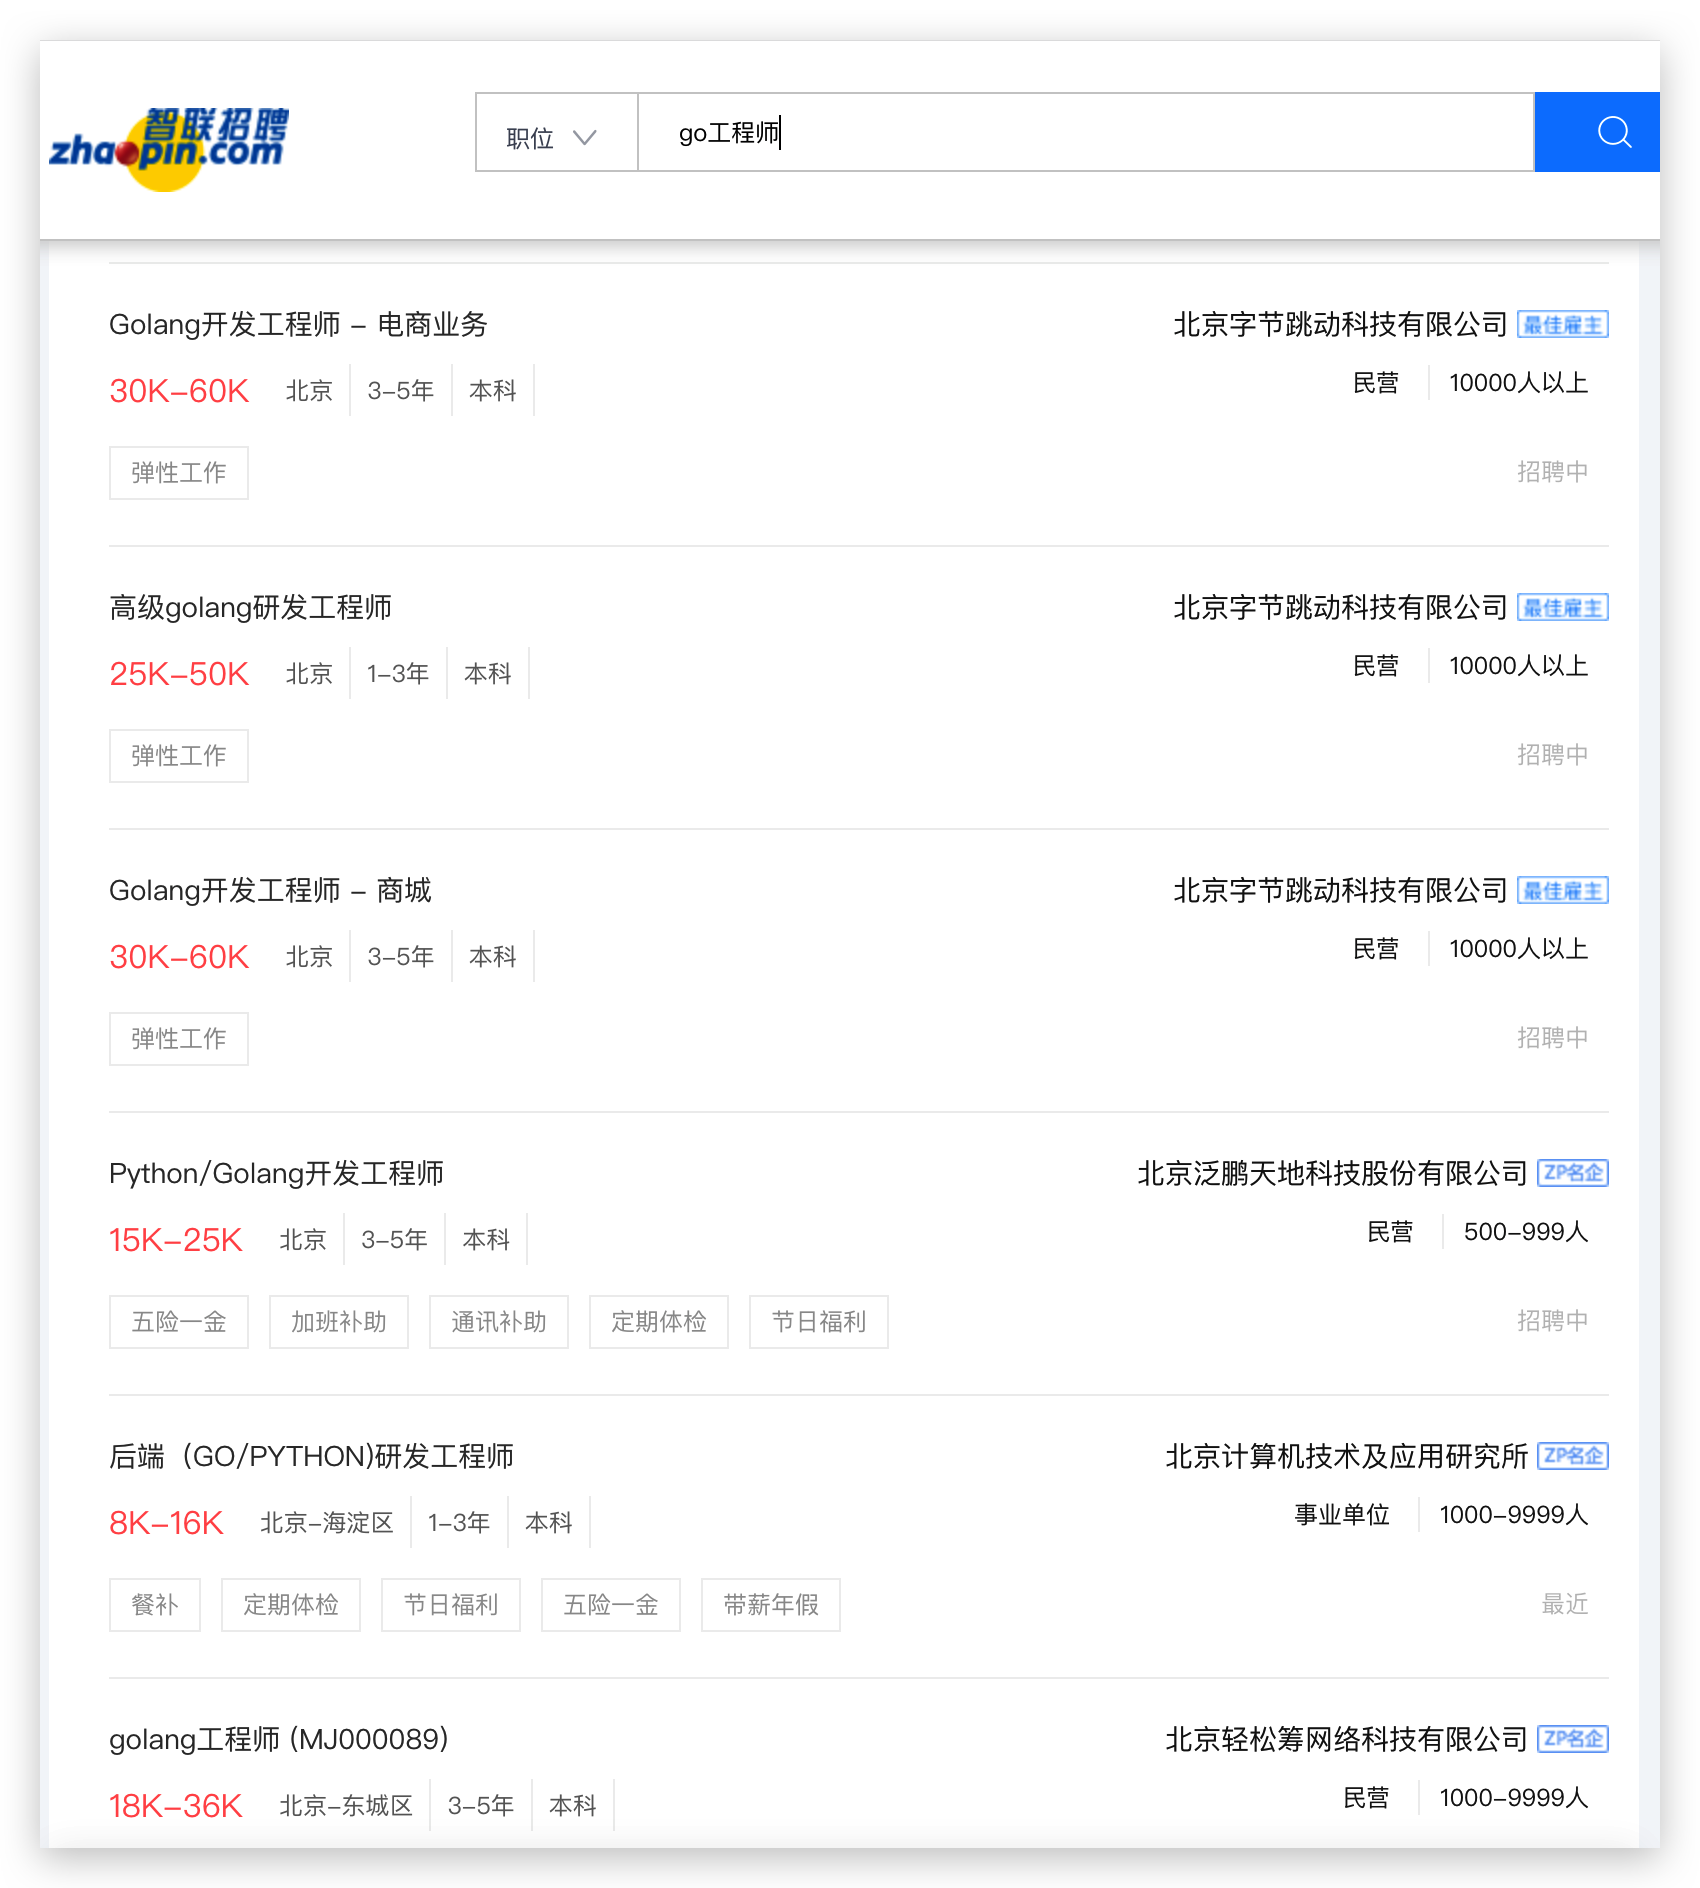 智联招聘
zhaopin.com
职位
go工程师
Golang开发工程师 – 电商业务
北京字节跳动科技有限公司 最佳雇主
30K–60K 北京 3–5年 本科
民营 10000人以上
弹性工作
招聘中
高级golang研发工程师
北京字节跳动科技有限公司 最佳雇主
25K–50K 北京 1–3年 本科
民营 10000人以上
弹性工作
招聘中
Golang开发工程师 – 商城
北京字节跳动科技有限公司 最佳雇主
30K–60K 北京 3–5年 本科
民营 10000人以上
弹性工作
招聘中
Python/Golang开发工程师
北京泛鹏天地科技股份有限公司 ZP名企
15K–25K 北京 3–5年 本科
民营 500–999人
五险一金 加班补助 通讯补助 定期体检 节日福利
招聘中
后端（GO/PYTHON)研发工程师
北京计算机技术及应用研究所 ZP名企
8K–16K 北京–海淀区 1–3年 本科
事业单位 1000–9999人
餐补 定期体检 节日福利 五险一金 带薪年假
最近
golang工程师 (MJ000089)
北京轻松筹网络科技有限公司 ZP名企
18K–36K 北京–东城区 3–5年 本科
民营 1000–9999人